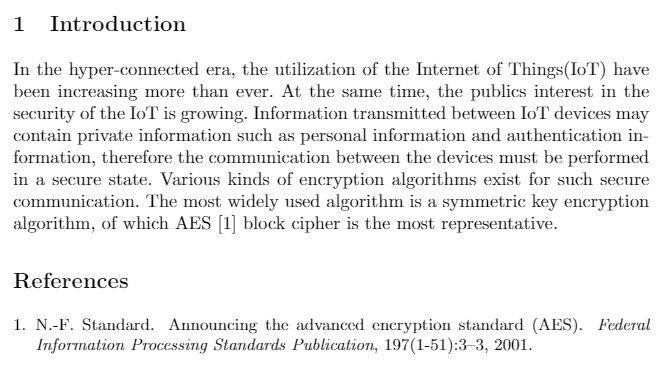 1 Introduction
In the hyper-connected era, the utilization of the Internet of Things(IoT) have
been increasing more than ever. At the same time, the publics interest in the
security of the IoT is growing. Information transmitted between IoT devices may
contain private information such as personal information and authentication in-
formation, therefore the communication between the devices must be performed
in a secure state. Various kinds of encryption algorithms exist for such secure
communication. The most widely used algorithm is a symmetric key encryption
algorithm, of which AES [1] block cipher is the most representative.
References
1. N.-F. Standard. Announcing the advanced encryption standard (AES). Federal
Information Processing Standards Publication, 197(1-51):3–3, 2001.